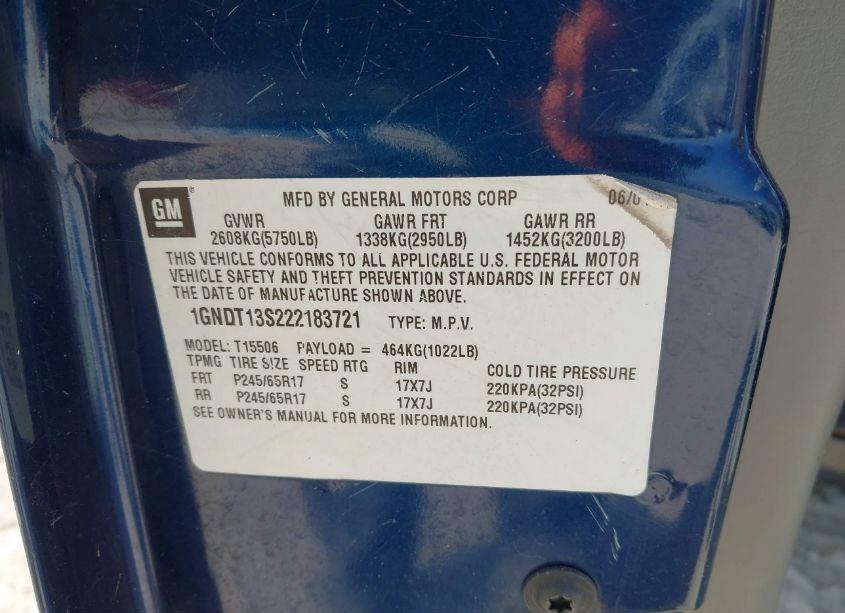 GM ® MFD BY GENERAL MOTORS CORP 06/0
GVWR GAWR FRT GAWR RR
2608KG(5750LB) 1338KG(2950LB) 1452KG(3200LB)
THIS VEHICLE CONFORMS TO ALL APPLICABLE U.S. FEDERAL MOTOR
VEHICLE SAFETY AND THEFT PREVENTION STANDARDS IN EFFECT ON
THE DATE OF MANUFACTURE SHOWN ABOVE.
1GNDT13S222183721 TYPE: M.P.V.
MODEL: T15506 PAYLOAD = 464KG(1022LB)
TPMG TIRE SIZE SPEED RTG RIM COLD TIRE PRESSURE
FRT P245/65R17 S 17X7J 220KPA(32PSI)
RR P245/65R17 S 17X7J 220KPA(32PSI)
SEE OWNER'S MANUAL FOR MORE INFORMATION.